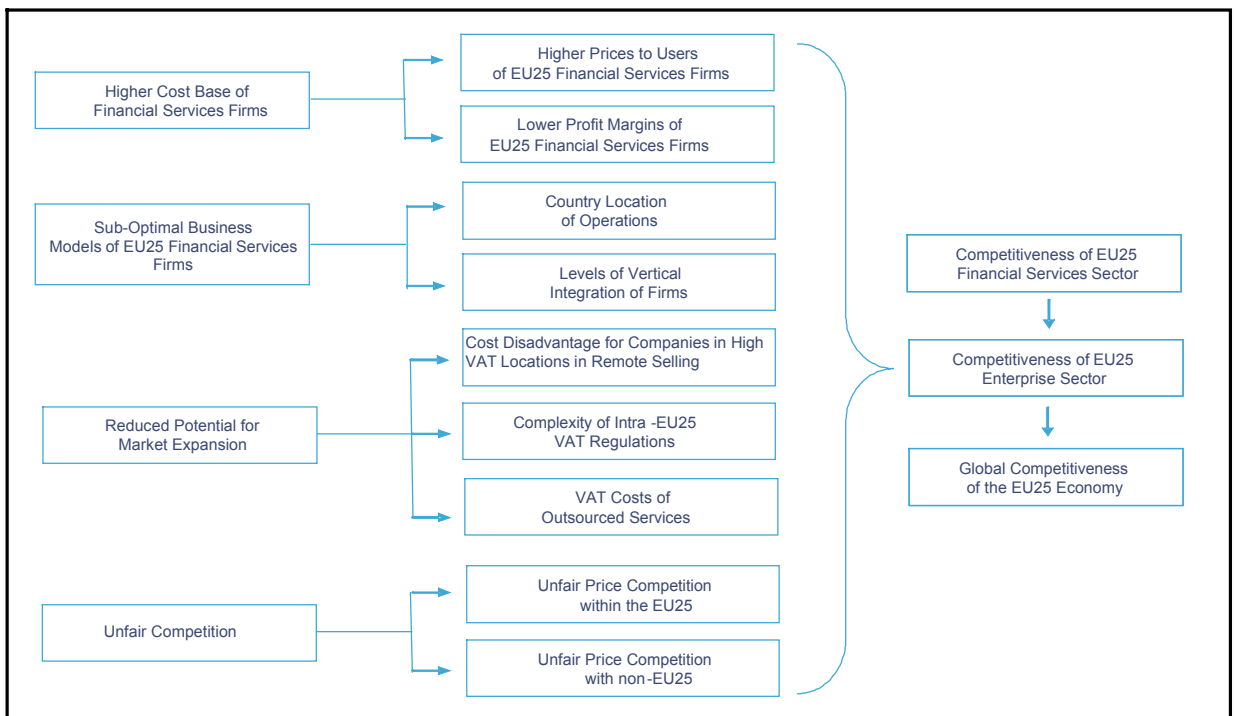 Higher Cost Base of
Financial Services Firms
Higher Prices to Users
of EU25 Financial Services Firms
Lower Profit Margins of
EU25 Financial Services Firms
Sub-Optimal Business
Models of EU25 Financial Services
Firms
Country Location
of Operations
Levels of Vertical
Integration of Firms
Reduced Potential for
Market Expansion
Cost Disadvantage for Companies in High
VAT Locations in Remote Selling
Complexity of Intra -EU25
VAT Regulations
VAT Costs of
Outsourced Services
Unfair Competition
Unfair Price Competition
within the EU25
Unfair Price Competition
with non-EU25
Competitiveness of EU25
Financial Services Sector
Competitiveness of EU25
Enterprise Sector
Global Competitiveness
of the EU25 Economy